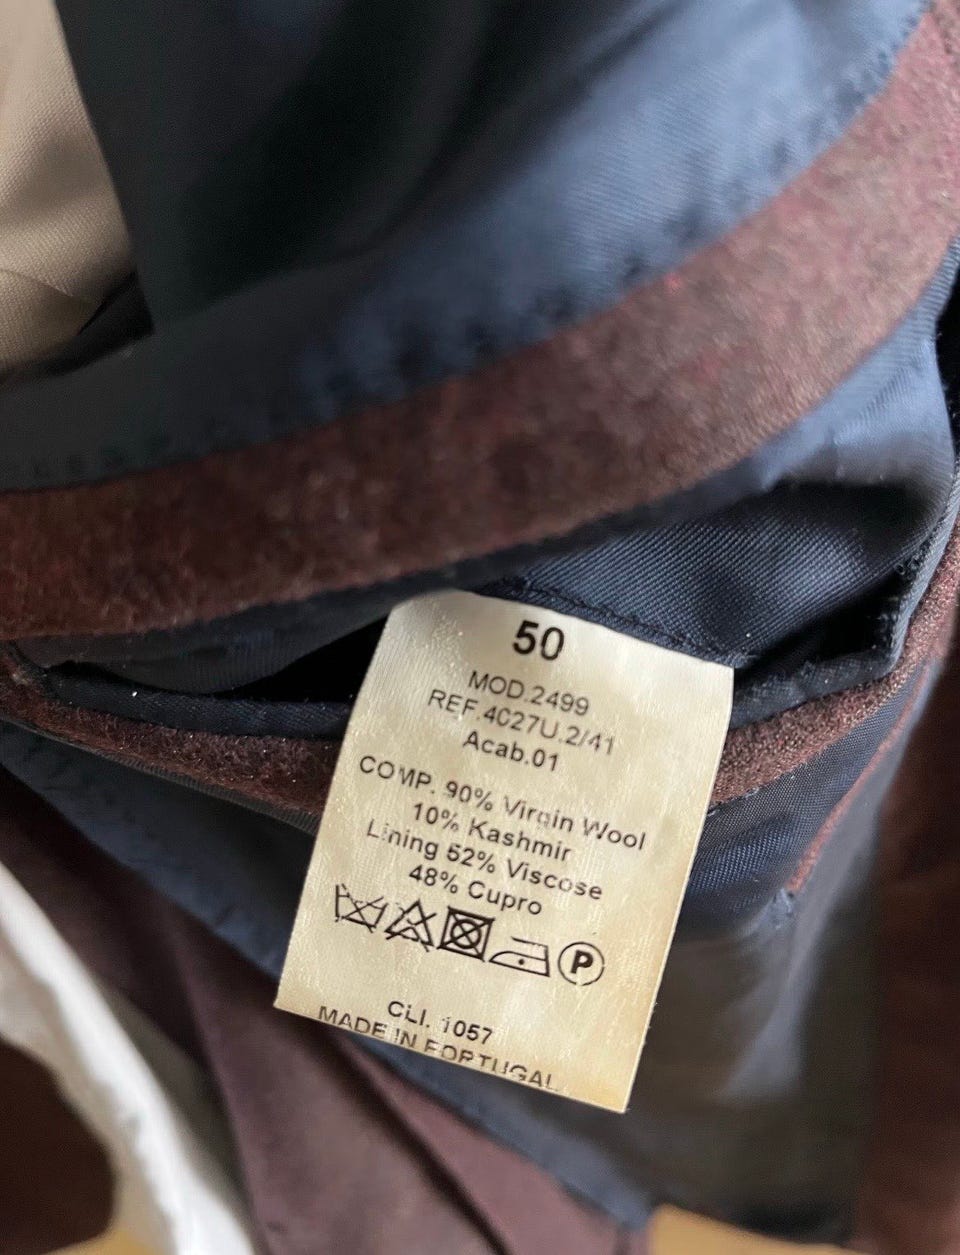 50
MOD.2499
REF.4027U.2/41
Acab.01
COMP. 90% Virgin Wool
10% Kashmir
Lining 52% Viscose
48% Cupro
P
CLI. 1057
MADE IN PORTUGAL